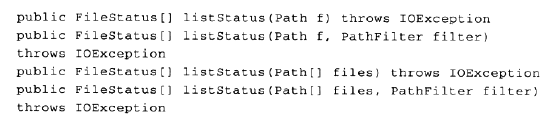 public FileStatus[] listStatus(Path f) throws IOException
public FileStatus[] listStatus(Path f, PathFilter filter)
throws IOException
public FileStatus[] listStatus(Path[] files) throws IOException
public FileStatus[] listStatus(Path[] files, PathFilter filter)
throws IOException